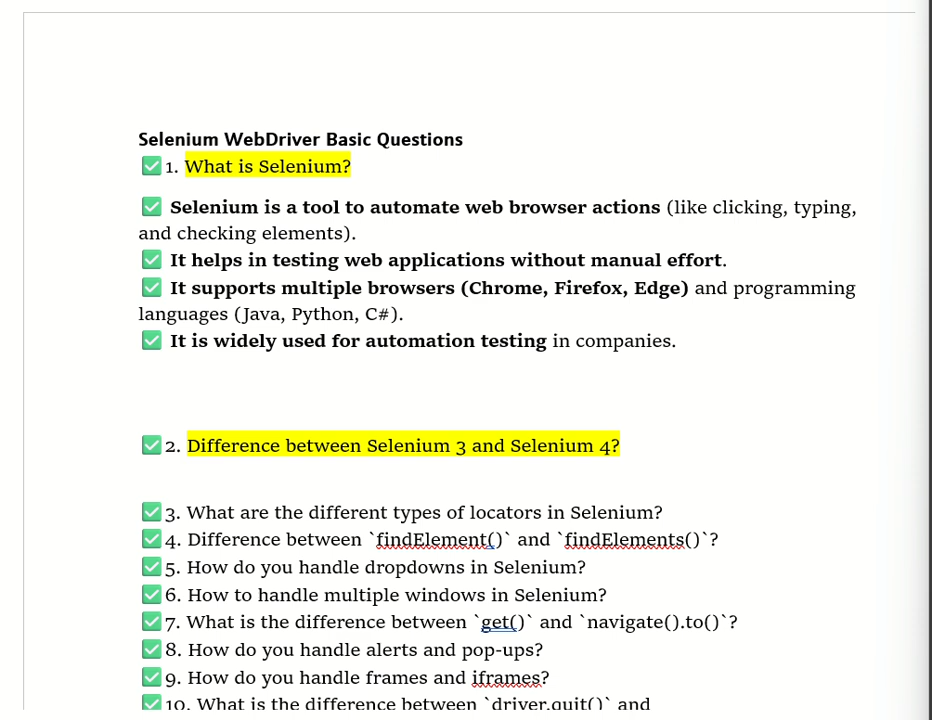 Selenium WebDriver Basic Questions
✅1. What is Selenium?
✅ Selenium is a tool to automate web browser actions (like clicking, typing,
and checking elements).
✅ It helps in testing web applications without manual effort.
✅ It supports multiple browsers (Chrome, Firefox, Edge) and programming
languages (Java, Python, C#).
✅ It is widely used for automation testing in companies.
✅2. Difference between Selenium 3 and Selenium 4?
✅3. What are the different types of locators in Selenium?
✅4. Difference between `findElement()` and `findElements()`?
✅5. How do you handle dropdowns in Selenium?
✅6. How to handle multiple windows in Selenium?
✅7. What is the difference between `get()` and `navigate().to()`?
✅8. How do you handle alerts and pop-ups?
✅9. How do you handle frames and iframes?
✅10. What is the difference between `driver.quit()` and